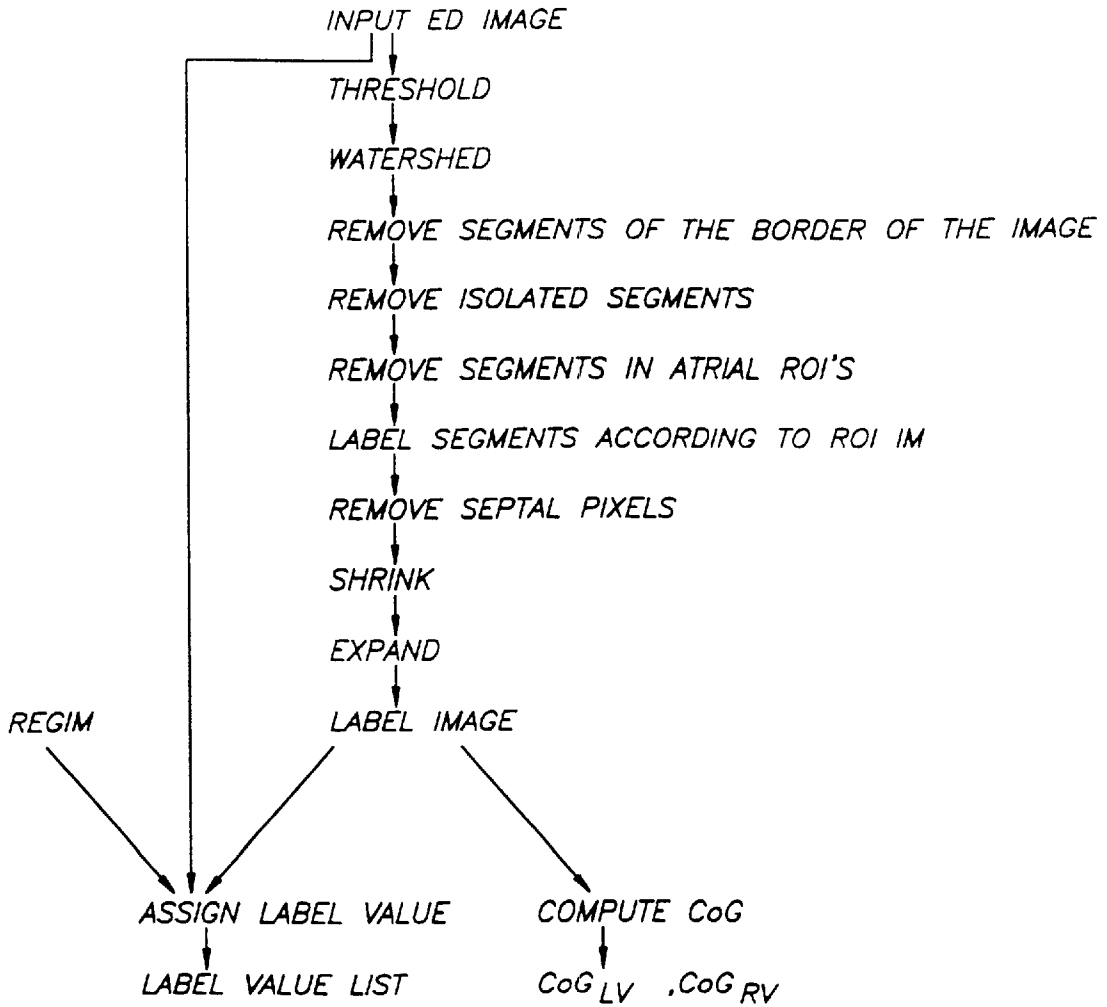 INPUT ED IMAGE
THRESHOLD
WATERSHED
REMOVE SEGMENTS OF THE BORDER OF THE IMAGE
REMOVE ISOLATED SEGMENTS
REMOVE SEGMENTS IN ATRIAL ROI'S
LABEL SEGMENTS ACCORDING TO ROI IM
REMOVE SEPTAL PIXELS
SHRINK
EXPAND
REGIM LABEL IMAGE
ASSIGN LABEL VALUE COMPUTE CoG
LABEL VALUE LIST CoG LV ,CoG RV